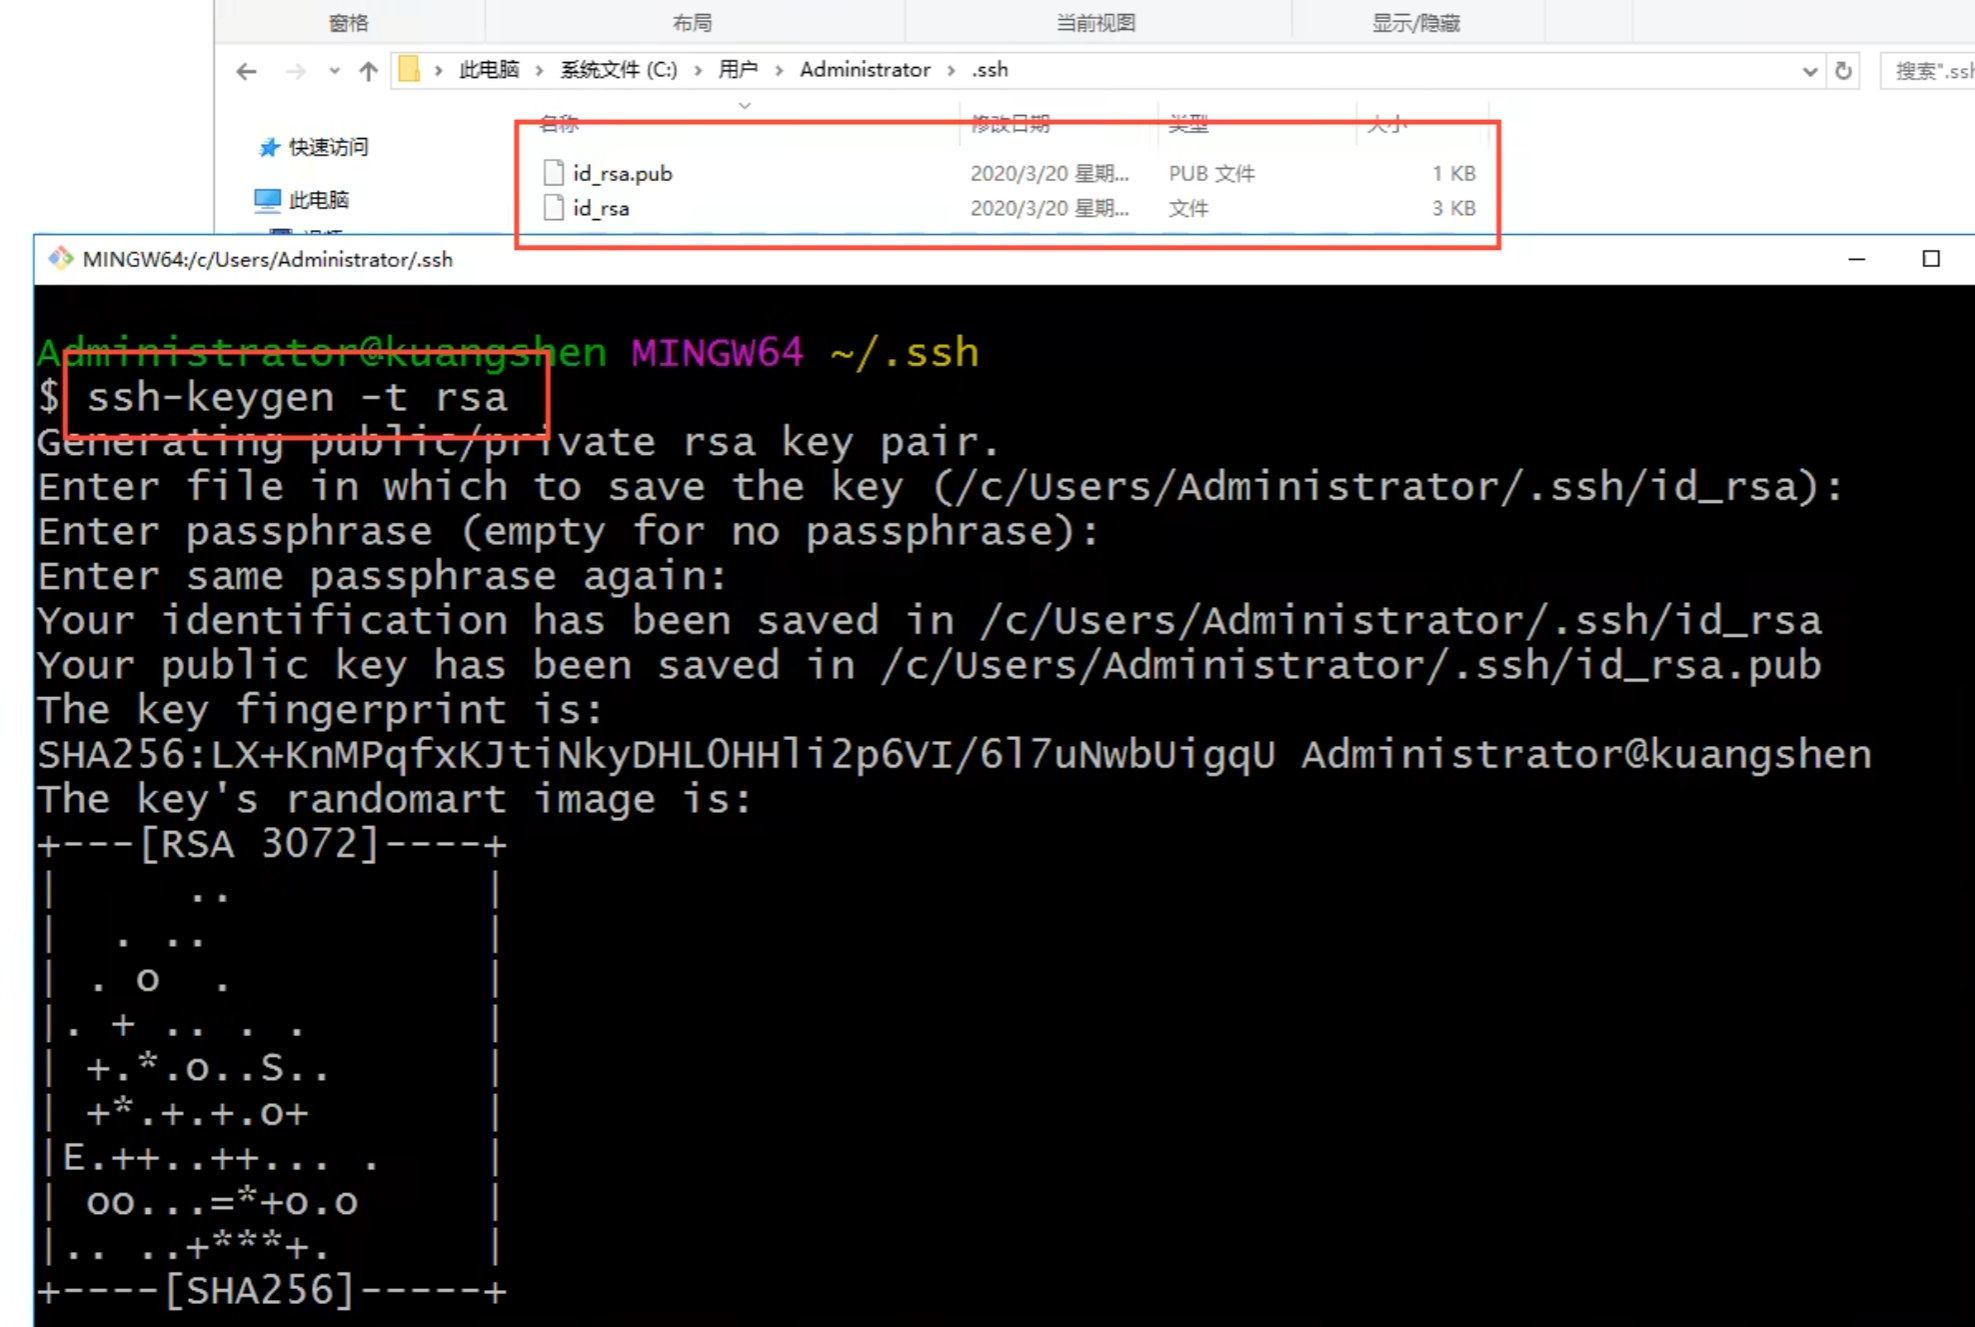 窗格 布局 当前视图 显示/隐藏
此电脑 系统文件 (C:) 用户 Administrator .ssh 搜索".ssh
名称 修改日期 类型 大小
快速访问
id_rsa.pub 2020/3/20 星期... PUB 文件 1 KB
此电脑
id_rsa 2020/3/20 星期... 文件 3 KB
MINGW64:/c/Users/Administrator/.ssh
Administrator@kuangshen MINGW64 ~/.ssh
$ ssh-keygen -t rsa
Generating public/private rsa key pair.
Enter file in which to save the key (/c/Users/Administrator/.ssh/id_rsa):
Enter passphrase (empty for no passphrase):
Enter same passphrase again:
Your identification has been saved in /c/Users/Administrator/.ssh/id_rsa
Your public key has been saved in /c/Users/Administrator/.ssh/id_rsa.pub
The key fingerprint is:
SHA256:LX+KnMPqfxKJtiNkyDHLOHHli2p6VI/6l7uNwbUigqU Administrator@kuangshen
The key's randomart image is:
+---[RSA 3072]----+
|     ..          |
|  . ..           |
| . o  .          |
|. + .. . .       |
| +.*.o..S..      |
| +*.+.+.o+       |
|E.++..++... .    |
| oo...=*+o.o     |
|.. ..+***+.      |
+----[SHA256]-----+